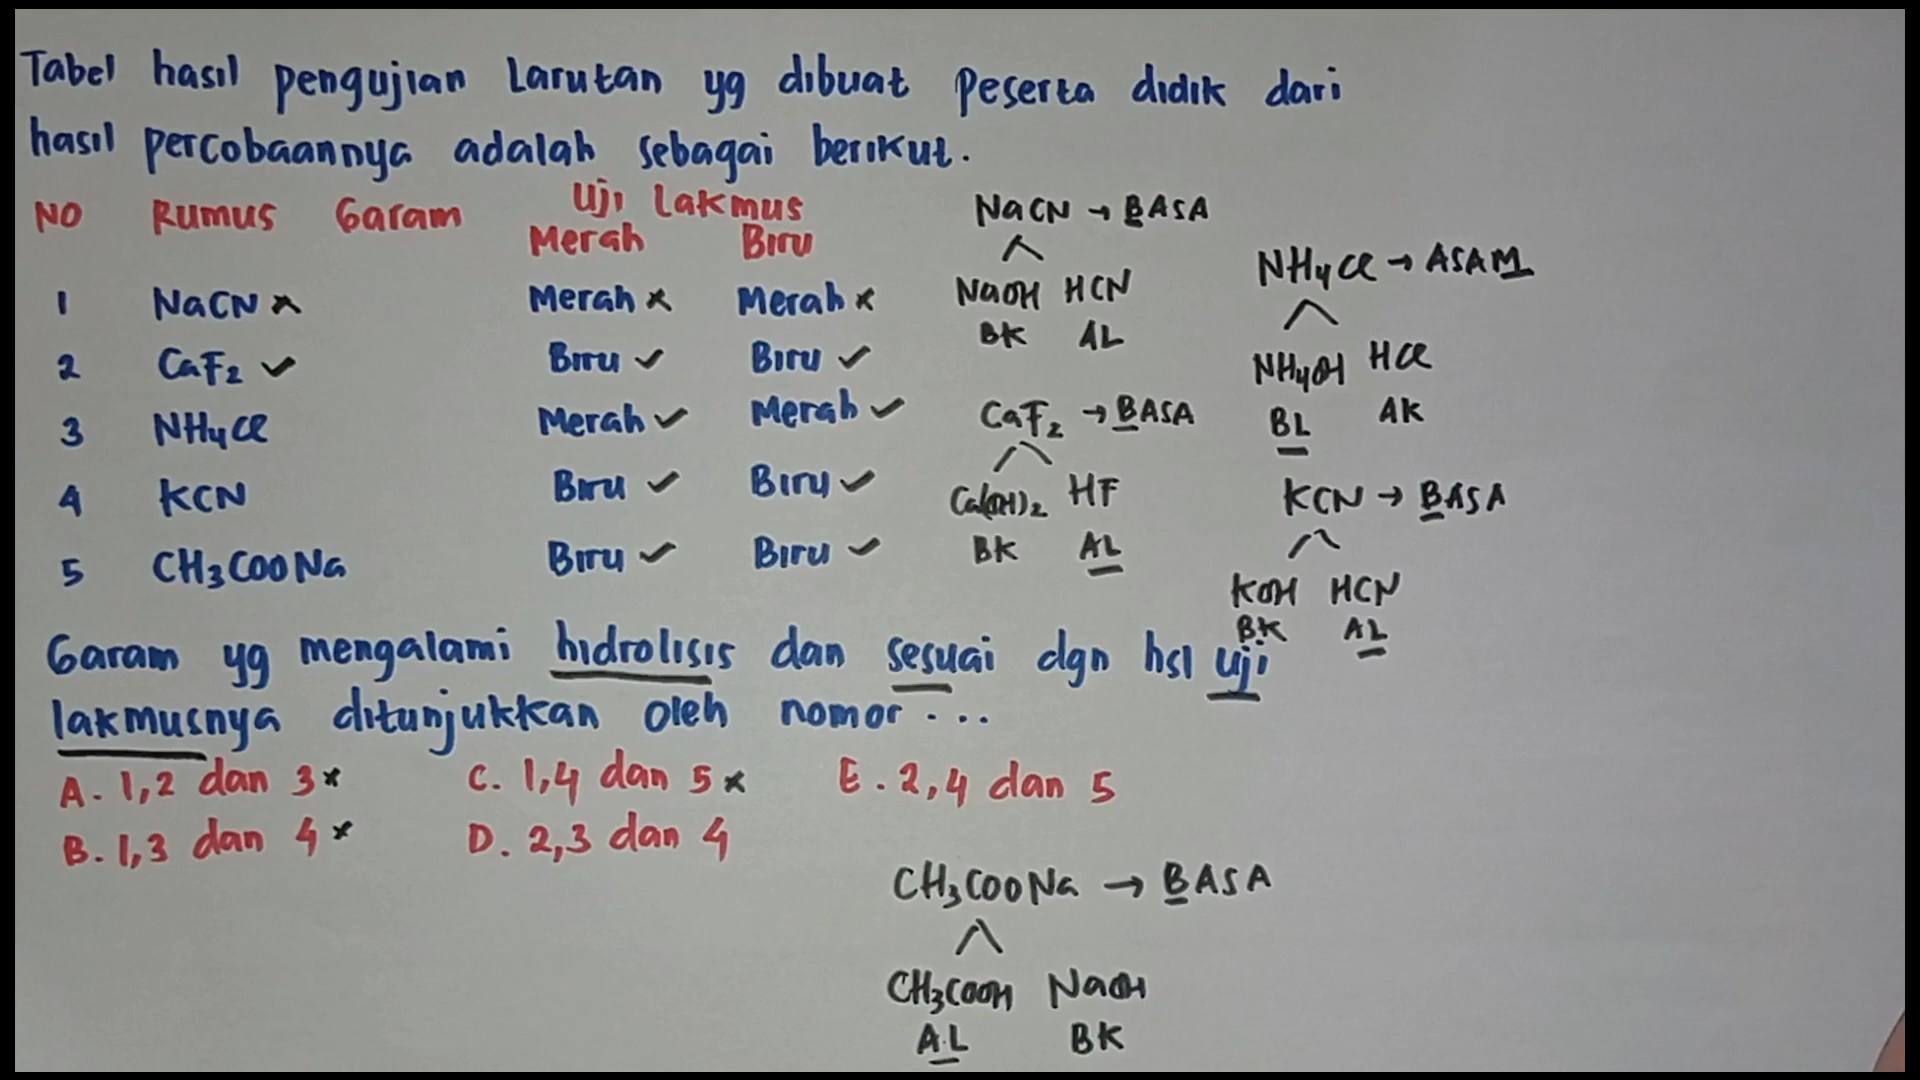 Tabel hasil pengujian Larutan yg dibuat peserta didik dari
hasil percobaannya adalah sebagai berikut.
NO Rumus Garam Uji Lakmus
Merah Biru
1 NaCN × Merah × Merah ×
2 CaF2 ✓ Biru ✓ Biru ✓
3 NH4Cl Merah ✓ Merah ✓
4 KCN Biru ✓ Biru ✓
5 CH3COONa Biru ✓ Biru ✓
Garam yg mengalami hidrolisis dan sesuai dgn hsl uji
lakmusnya ditunjukkan oleh nomor ...
A. 1,2 dan 3 × C. 1,4 dan 5 × E. 2,4 dan 5
B. 1,3 dan 4 × D. 2,3 dan 4
NaCN → BASA
NaOH HCN
BK AL
CaF2 → BASA
Ca(OH)2 HF
BK AL
NH4Cl → ASAM
NH4OH HCl
BL AK
KCN → BASA
KOH HCN
BK AL
CH3COONa → BASA
CH3COOH NaOH
AL BK